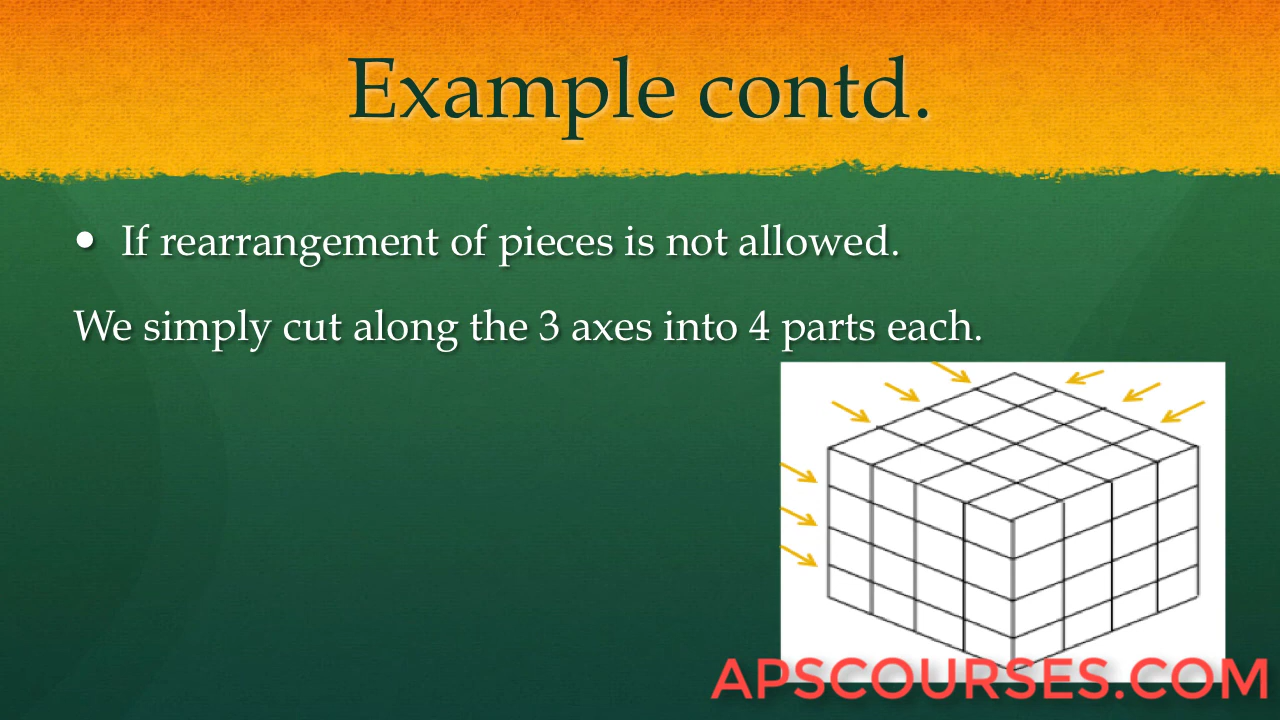 Example contd.
• If rearrangement of pieces is not allowed.
We simply cut along the 3 axes into 4 parts each.
APSCOURSES.COM